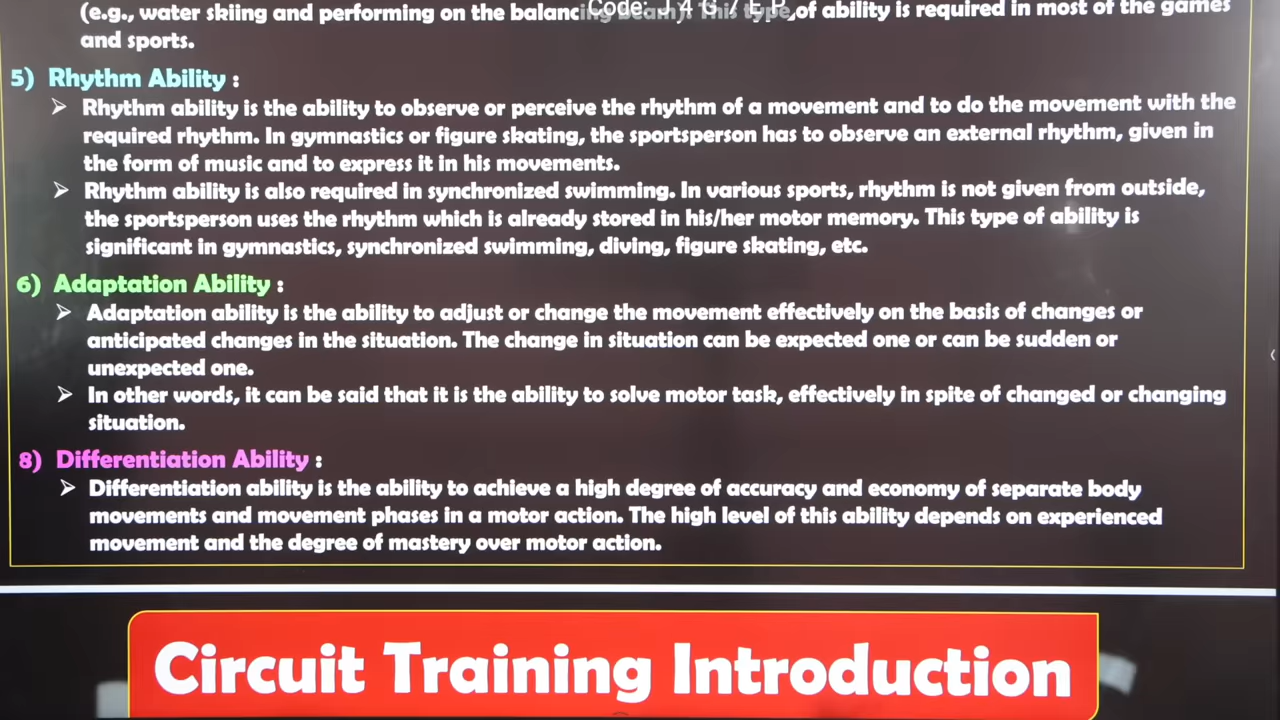 (e.g., water skiing and performing on the balancing beam). This type of ability is required in most of the games
Code: J 4 G 7 E P
and sports.
5) Rhythm Ability :
➢ Rhythm ability is the ability to observe or perceive the rhythm of a movement and to do the movement with the
required rhythm. In gymnastics or figure skating, the sportsperson has to observe an external rhythm, given in
the form of music and to express it in his movements.
➢ Rhythm ability is also required in synchronized swimming. In various sports, rhythm is not given from outside,
the sportsperson uses the rhythm which is already stored in his/her motor memory. This type of ability is
significant in gymnastics, synchronized swimming, diving, figure skating, etc.
6) Adaptation Ability :
➢ Adaptation ability is the ability to adjust or change the movement effectively on the basis of changes or
anticipated changes in the situation. The change in situation can be expected one or can be sudden or
unexpected one.
➢ In other words, it can be said that it is the ability to solve motor task, effectively in spite of changed or changing
situation.
8) Differentiation Ability :
➢ Differentiation ability is the ability to achieve a high degree of accuracy and economy of separate body
movements and movement phases in a motor action. The high level of this ability depends on experienced
movement and the degree of mastery over motor action.
Circuit Training Introduction